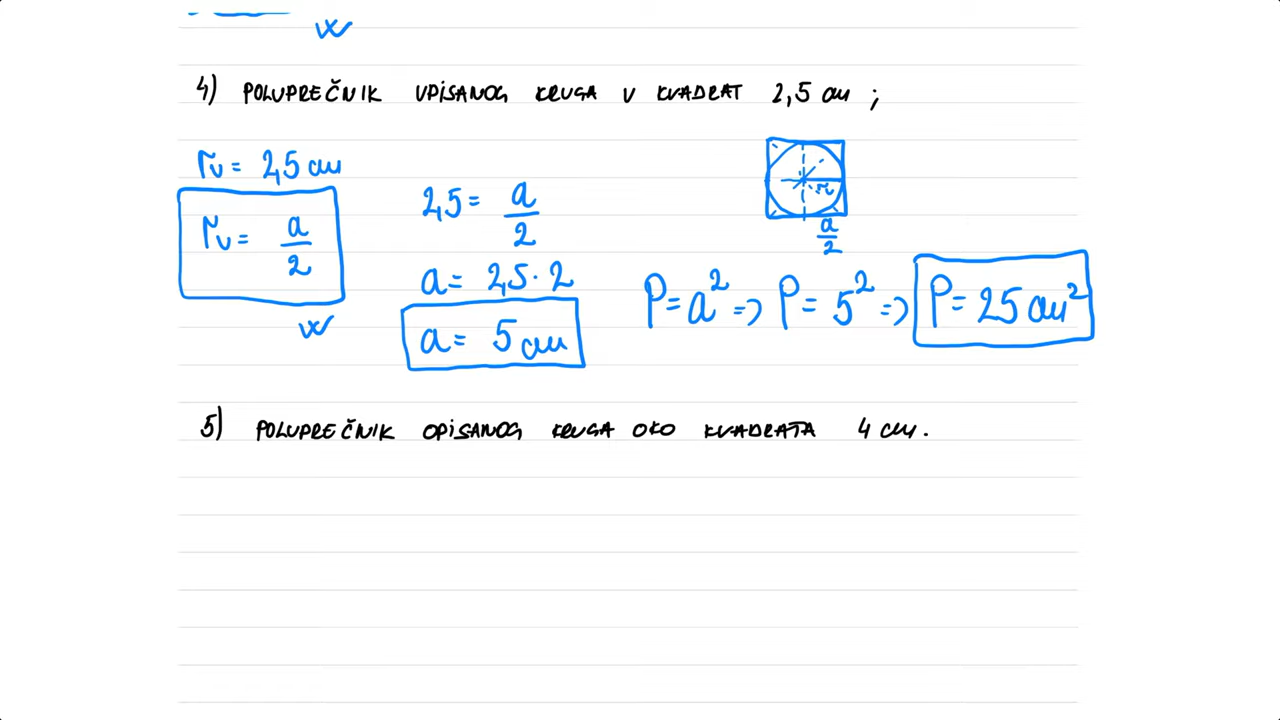 4) POLUPREČNIK UPISANOG KRUGA U KVADRAT 2,5 cm ;
rᵤ = 2,5 cm
rᵤ = a/2
2,5 = a/2
a = 2,5 · 2
a = 5 cm
r
a/2
P = a² => P = 5² => P = 25 cm²
5) POLUPREČNIK OPISANOG KRUGA OKO KVADRATA 4 cm.